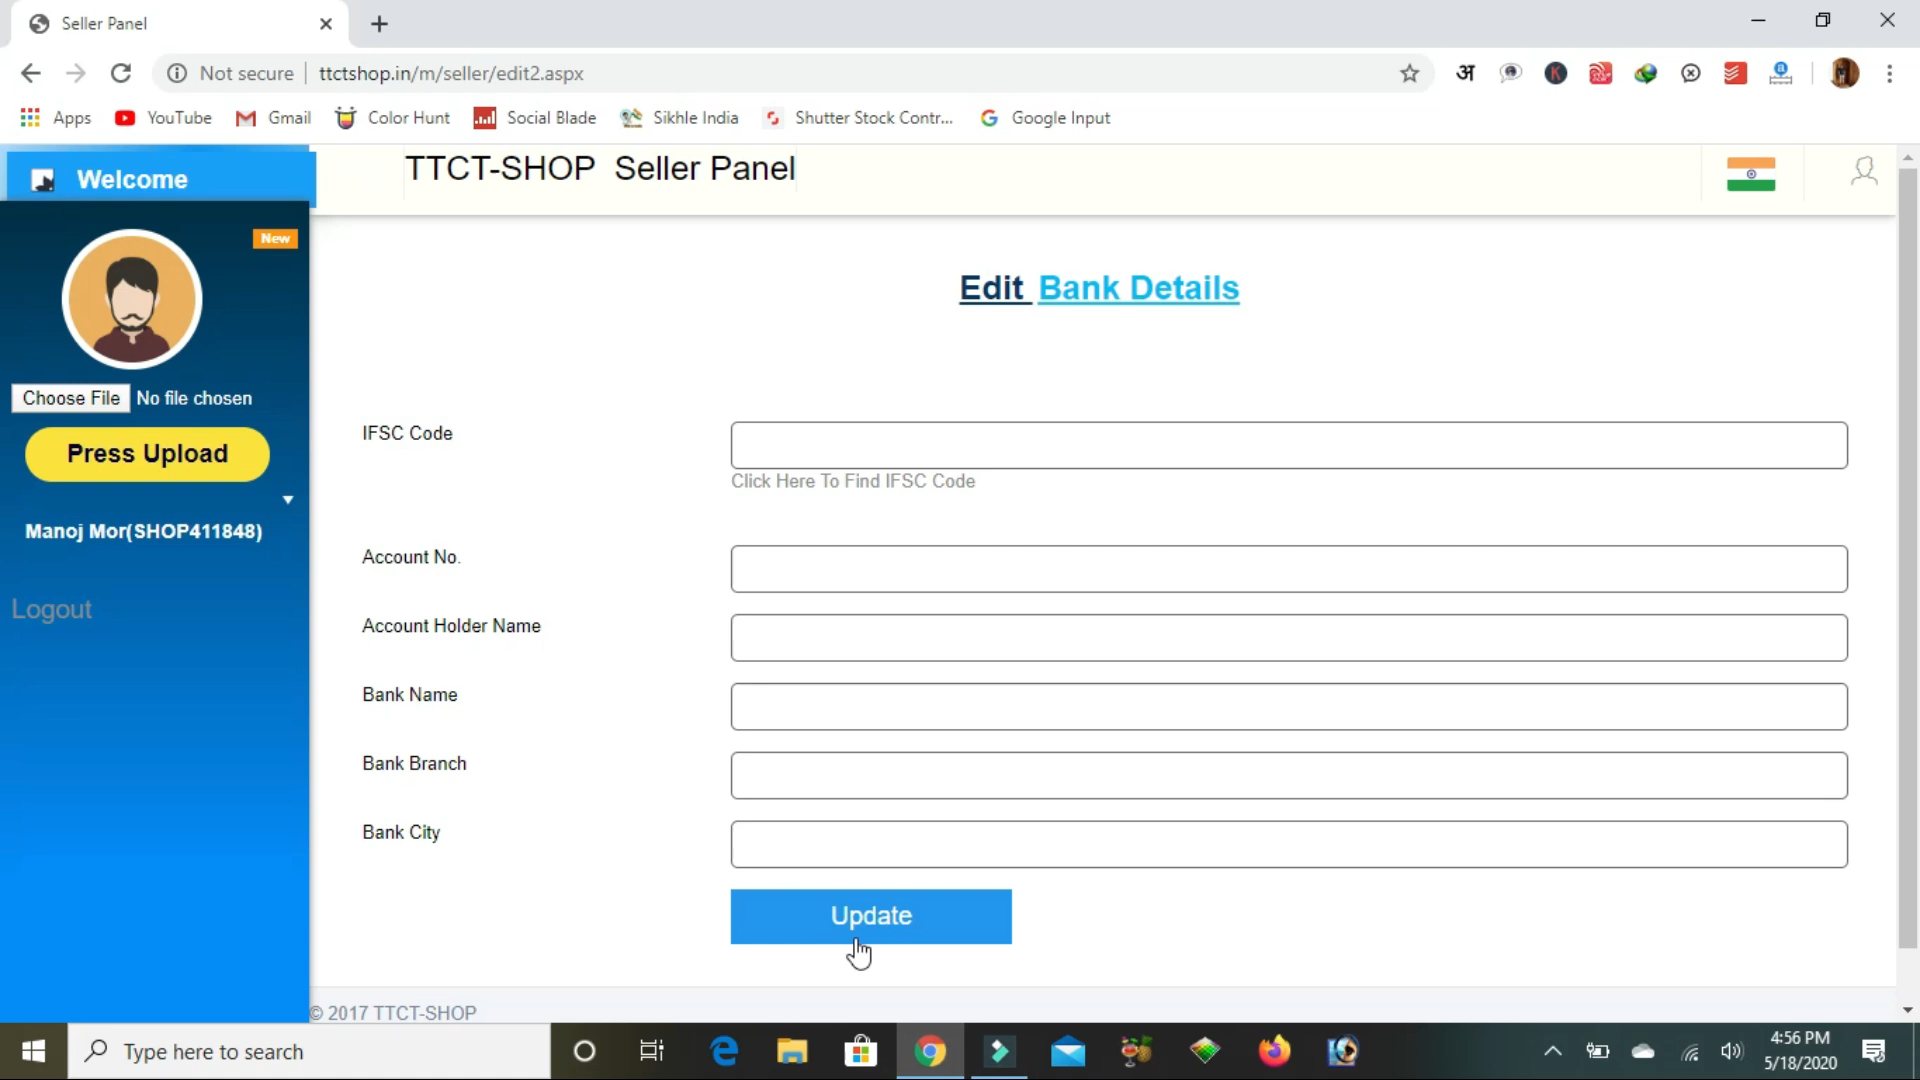 Seller Panel
Not secure ttctshop.in/m/seller/edit2.aspx
अ K a
Apps YouTube Gmail Color Hunt Social Blade Sikhle India Shutter Stock Contr... Google Input
Welcome
TTCT-SHOP Seller Panel
New
Edit Bank Details
Choose File No file chosen
Press Upload
Manoj Mor(SHOP411848)
Logout
IFSC Code
Click Here To Find IFSC Code
Account No.
Account Holder Name
Bank Name
Bank Branch
Bank City
Update
© 2017 TTCT-SHOP
Type here to search
4:56 PM
5/18/2020